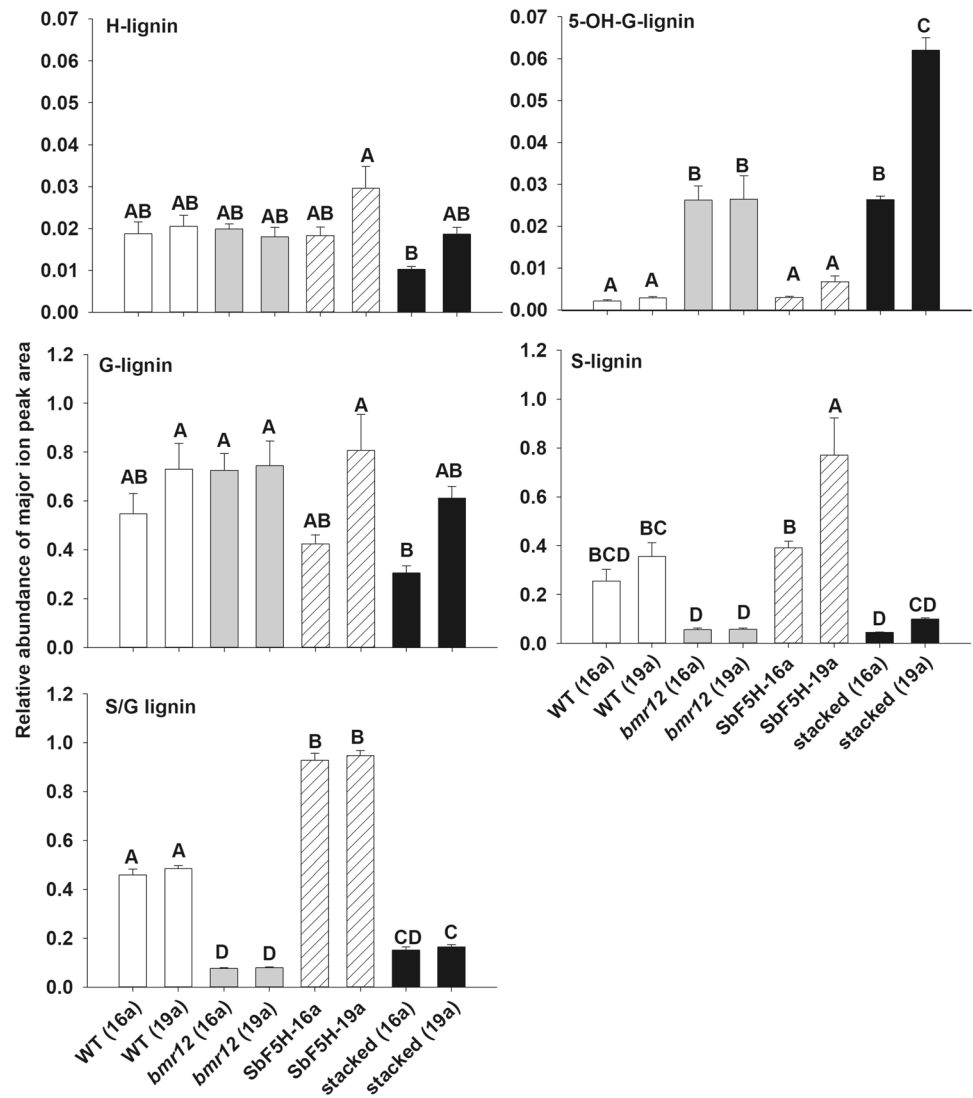 Relative abundance of major ion peak area
H-lignin
0.07
0.06
0.05
0.04
0.03
0.02
0.01
0.00
AB
AB
AB
AB
AB
A
B
AB
5-OH-G-lignin
0.07
0.06
0.05
0.04
0.03
0.02
0.01
0.00
A
A
B
B
A
A
B
C
G-lignin
1.2
1.0
0.8
0.6
0.4
0.2
0.0
AB
A
A
A
AB
A
B
AB
S-lignin
1.2
1.0
0.8
0.6
0.4
0.2
0.0
BCD
BC
D
D
B
A
D
CD
WT (16a)
WT (19a)
bmr12 (16a)
bmr12 (19a)
SbF5H-16a
SbF5H-19a
stacked (16a)
stacked (19a)
S/G lignin
1.2
1.0
0.8
0.6
0.4
0.2
0.0
A
A
D
D
B
B
CD
C
WT (16a)
WT (19a)
bmr12 (16a)
bmr12 (19a)
SbF5H-16a
SbF5H-19a
stacked (16a)
stacked (19a)